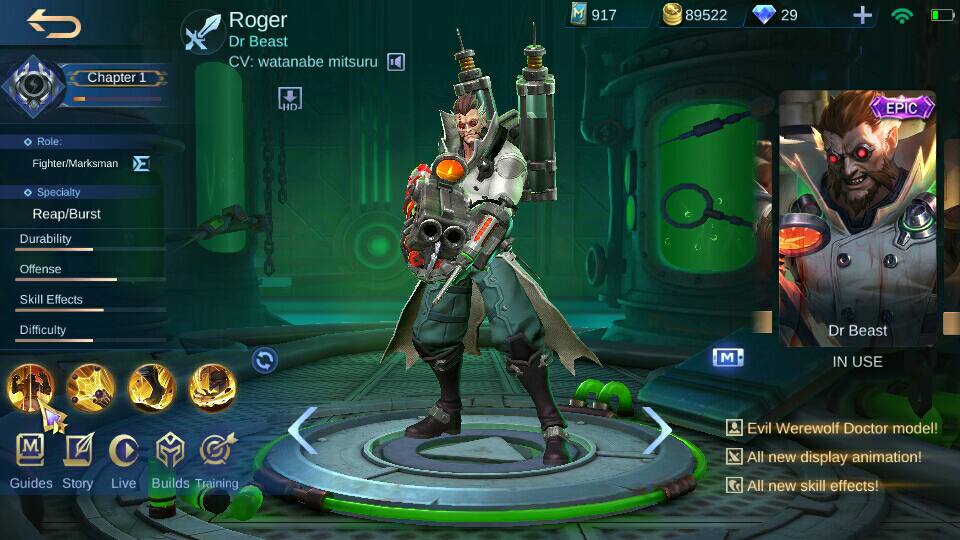 Roger
Dr Beast
CV: watanabe mitsuru
HD
917
89522
29
Chapter 1
Role:
Fighter/Marksman
Specialty
Reap/Burst
Durability
Offense
Skill Effects
Difficulty
M
Guides
Story
Live
Builds
Training
EPIC
Dr Beast
M
IN USE
Evil Werewolf Doctor model!
All new display animation!
All new skill effects!